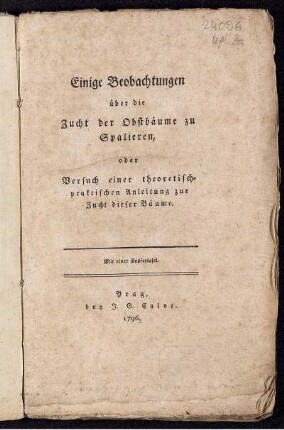 24086
Einige Beobachtungen
über die
Zucht der Obstbäume zu
Spalieren,
oder
Versuch einer theoretisch-
praktischen Anleitung zur
Zucht dieser Bäume.
Mit einer Kupfertafel.
Prag,
bey J. G. Calve.
1796.